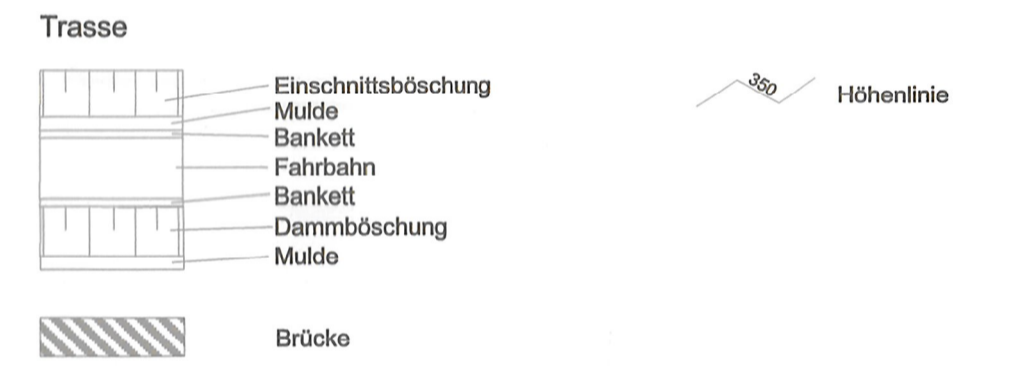 Trasse
Einschnittsböschung
Mulde
Bankett
Fahrbahn
Bankett
Dammböschung
Mulde
Brücke
350
Höhenlinie